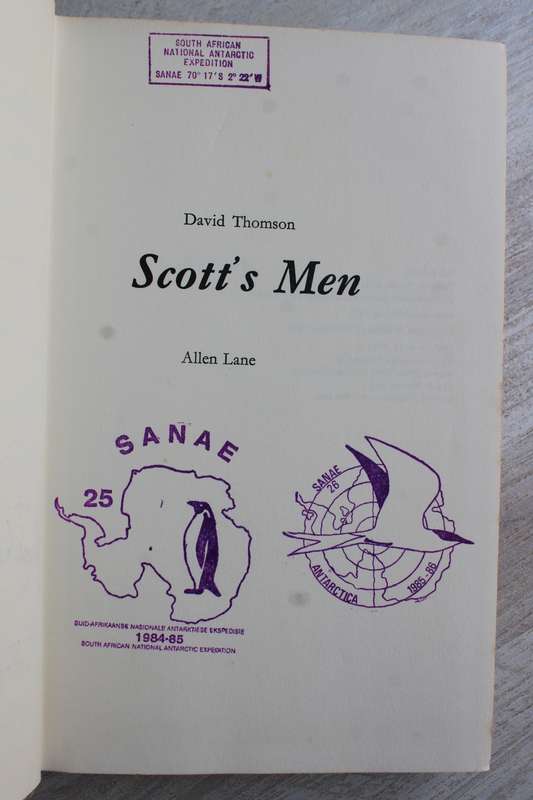 SOUTH AFRICAN
NATIONAL ANTARCTIC
EXPEDITION
SANAE 70° 17'S 2° 22'W
David Thomson
Scott's Men
Allen Lane
SANAE
25
SUID-AFRIKAANSE NASIONALE ANTARKTIESE EKSPEDISIE
1984-85
SOUTH AFRICAN NATIONAL ANTARCTIC EXPEDITION
SANAE
26
ANTARCTICA
1985-86